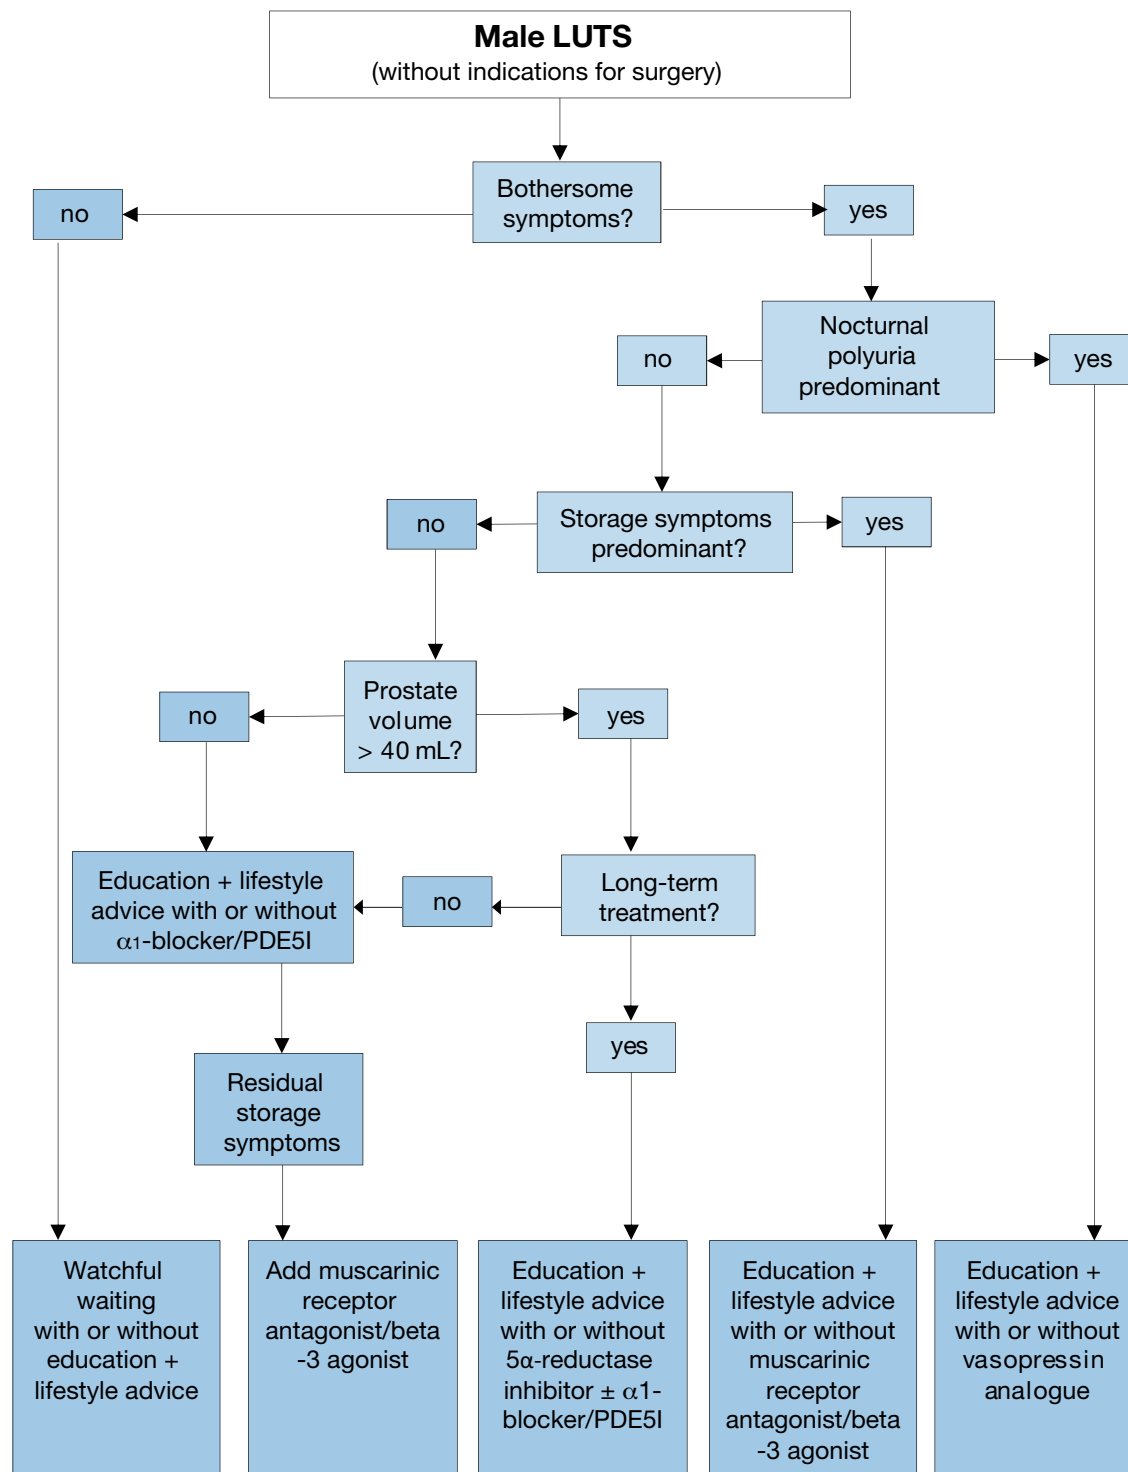 Male LUTS
(without indications for surgery)
Bothersome
symptoms?
no
yes
Nocturnal
polyuria
predominant
no
yes
Storage symptoms
predominant?
no
yes
Prostate
volume
> 40 mL?
no
yes
Education + lifestyle
advice with or without
α1-blocker/PDE5I
no
Long-term
treatment?
yes
Residual
storage
symptoms
Watchful
waiting
with or without
education +
lifestyle advice
Add muscarinic
receptor
antagonist/beta
-3 agonist
Education +
lifestyle advice
with or without
5α-reductase
inhibitor ± α1-
blocker/PDE5I
Education +
lifestyle advice
with or without
muscarinic
receptor
antagonist/beta
-3 agonist
Education +
lifestyle advice
with or without
vasopressin
analogue